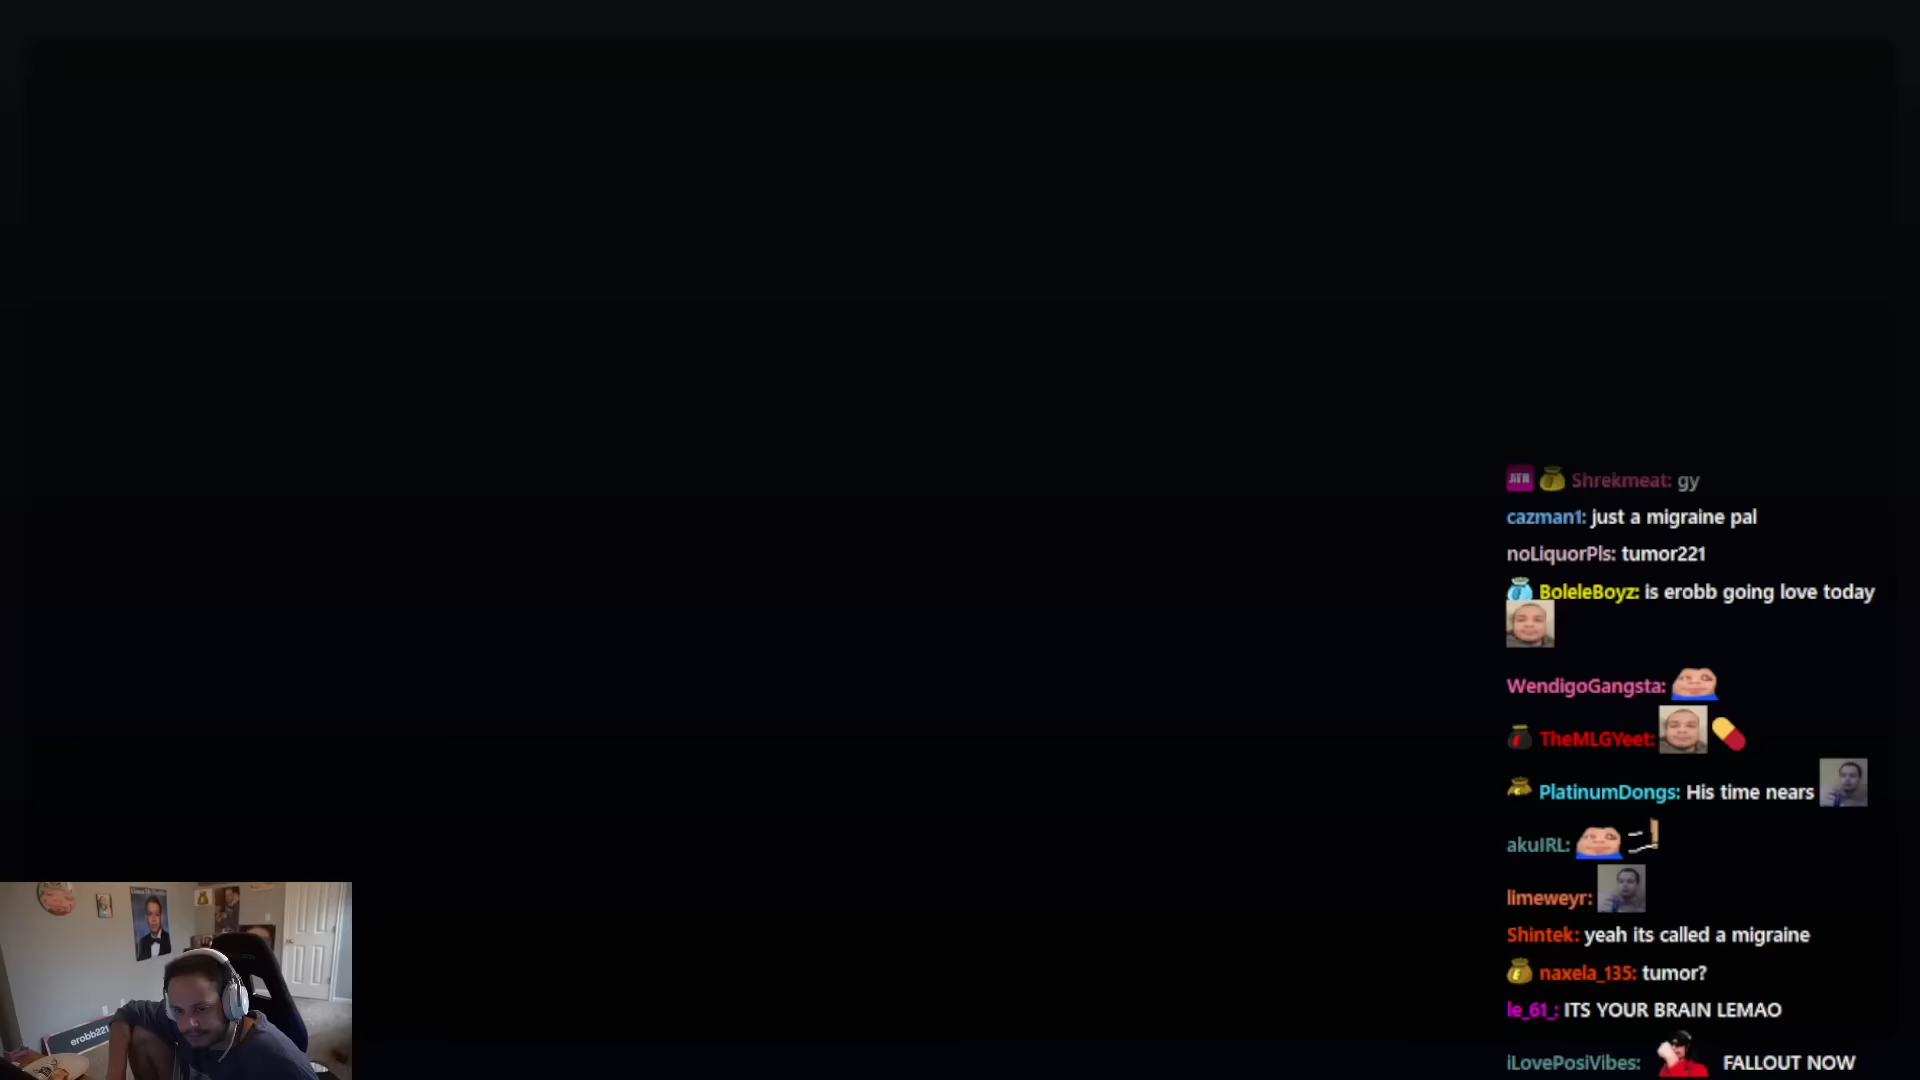 Shrekmeat: gy
cazman1: just a migraine pal
noLiquorPls: tumor221
BoleleBoyz: is erobb going love today
WendigoGangsta:
TheMLGYeet:
PlatinumDongs: His time nears
akuIRL:
limeweyr:
Shintek: yeah its called a migraine
naxela_135: tumor?
le_61_: ITS YOUR BRAIN LEMAO
erobb221
iLovePosiVibes: FALLOUT NOW